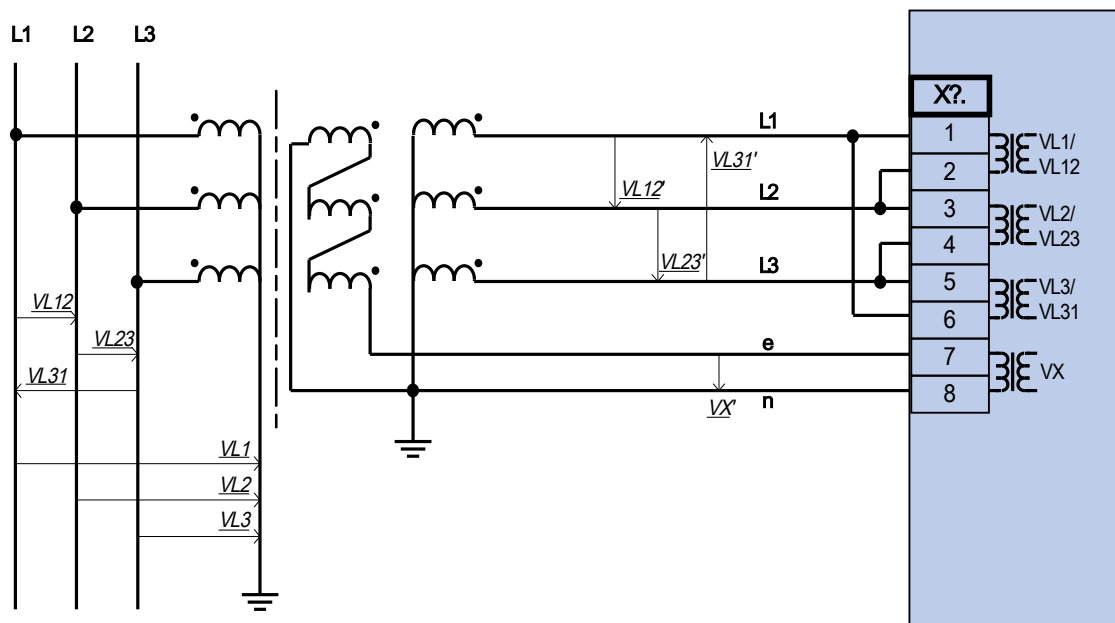 L1 L2 L3
X?.
L1
1
VL1/
VL12
VL31'
2
VL12'
L2
3
VL2/
VL23
4
VL23'
L3
5
VL3/
VL31
6
VL12
VL23
VL31
e
7
VX
8
n
VX'
VL1
VL2
VL3